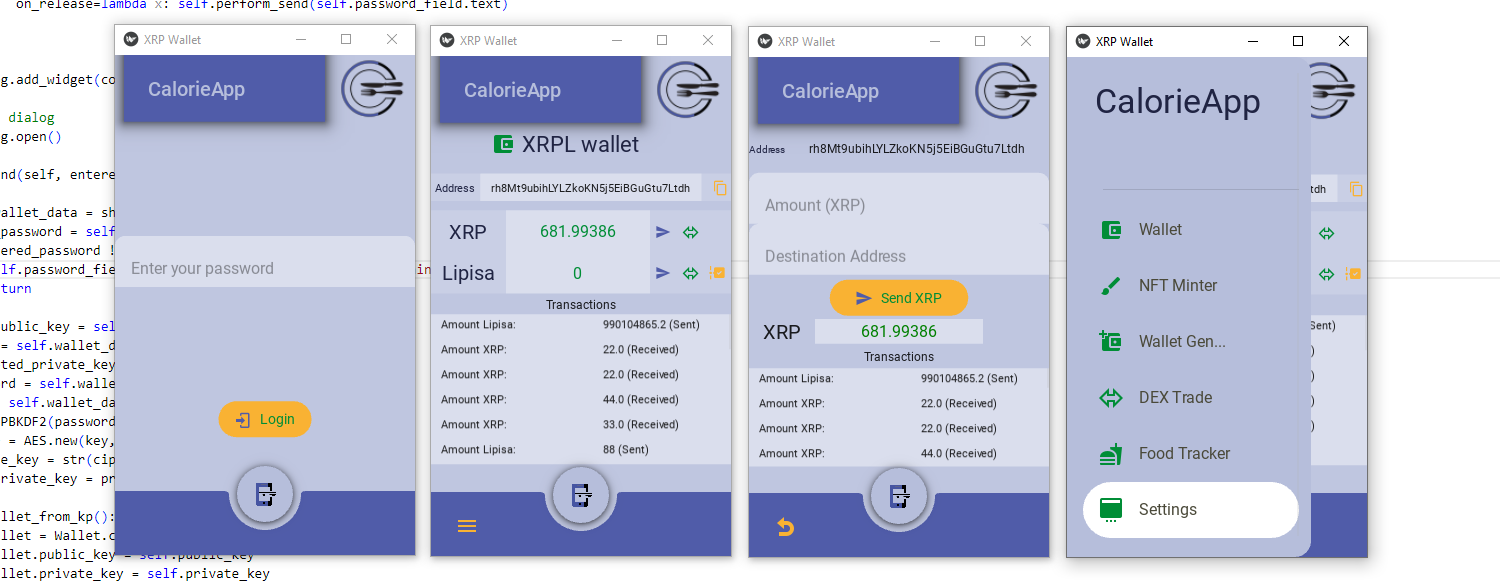 on_release=lambda x: self.perform_send(self.password_field.text)
g.add_widget(co
dialog
g.open()
nd(self, entere
allet_data = sh
password = self
ered_password !
lf.password_fie
in
turn
ublic_key = sel
= self.wallet_d
ted_private_key
rd = self.walle
self.wallet_da
PBKDF2(password
= AES.new(key,
e_key = str(cip
rivate_key = pr
llet_from_kp():
llet = Wallet.c
llet.public_key = self.public_key
llet.private_key = self.private_key
XRP Wallet
CalorieApp
Enter your password
Login
XRP Wallet
CalorieApp
XRPL wallet
Address rh8Mt9ubihLYLZkoKN5j5EiBGuGtu7Ltdh
XRP 681.99386
Lipisa 0
Transactions
Amount Lipisa: 990104865.2 (Sent)
Amount XRP: 22.0 (Received)
Amount XRP: 22.0 (Received)
Amount XRP: 44.0 (Received)
Amount XRP: 33.0 (Received)
Amount Lipisa: 88 (Sent)
XRP Wallet
CalorieApp
Address rh8Mt9ubihLYLZkoKN5j5EiBGuGtu7Ltdh
Amount (XRP)
Destination Address
Send XRP
XRP 681.99386
Transactions
Amount Lipisa: 990104865.2 (Sent)
Amount XRP: 22.0 (Received)
Amount XRP: 22.0 (Received)
Amount XRP: 44.0 (Received)
XRP Wallet
CalorieApp
Wallet
NFT Minter
Wallet Gen...
DEX Trade
Food Tracker
Settings
tdh
Sent)
)
)
)
)